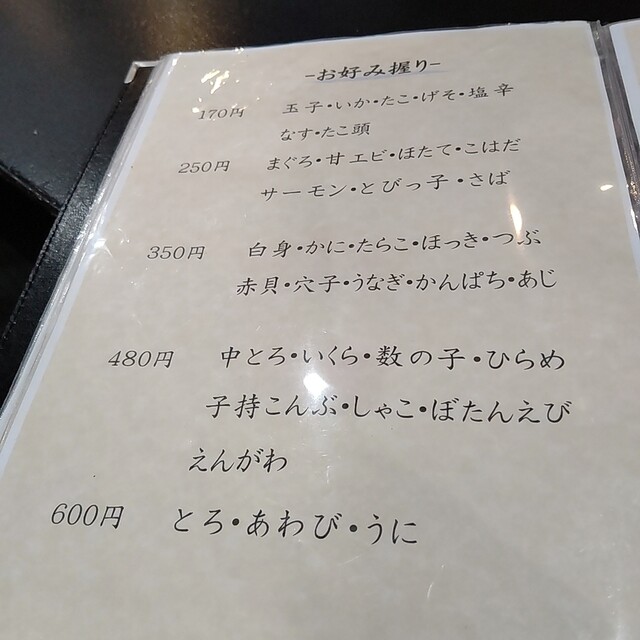 -お好み握り-
170円 玉子・いか・たこ・げそ・塩辛
なす・たこ頭
250円 まぐろ・甘エビ・ほたて・こはだ
サーモン・とびっ子・さば
350円 白身・かに・たらこ・ほっき・つぶ
赤貝・穴子・うなぎ・かんぱち・あじ
480円 中とろ・いくら・数の子・ひらめ
子持こんぶ・しゃこ・ぼたんえび
えんがわ
600円 とろ・あわび・うに